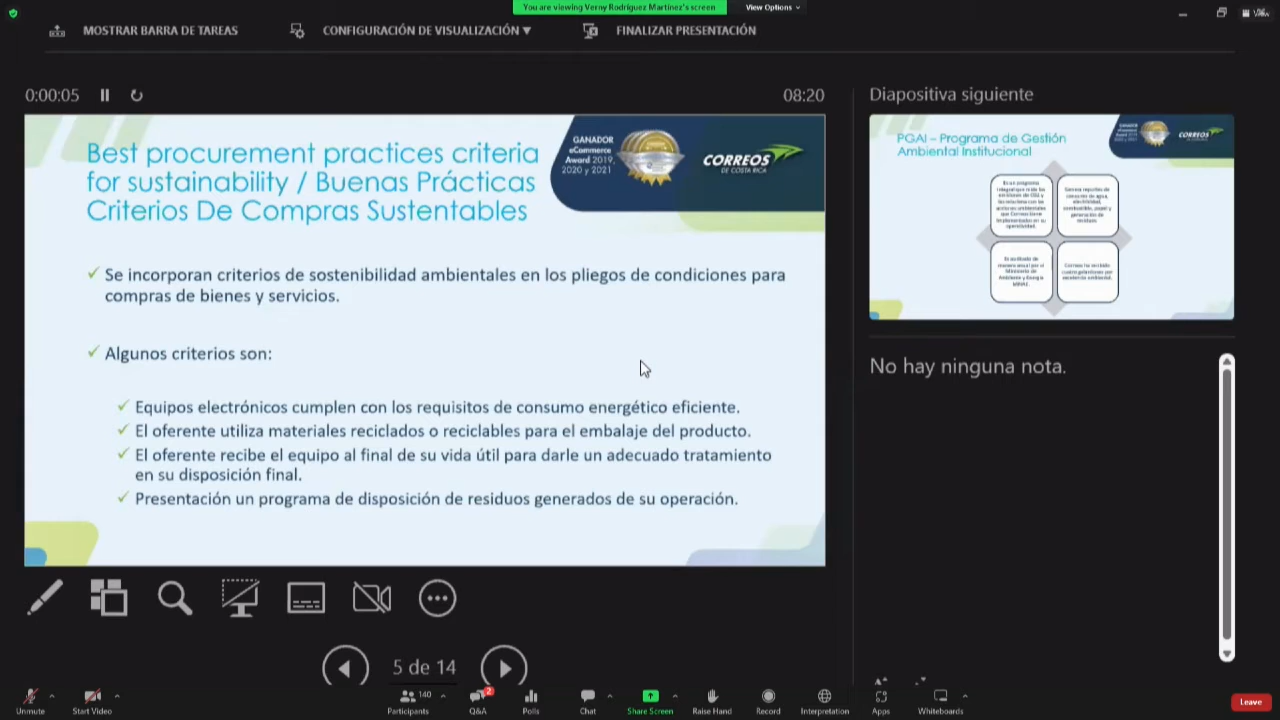 You are viewing Verny Rodríguez Martínez's screen
View Options
View
MOSTRAR BARRA DE TAREAS
CONFIGURACIÓN DE VISUALIZACIÓN
FINALIZAR PRESENTACIÓN
0:00:05
08:20
Best procurement practices criteria
for sustainability / Buenas Prácticas
Criterios De Compras Sustentables
GANADOR
eCommerce
Award 2019,
2020 y 2021
CORREOS
DE COSTA RICA
Se incorporan criterios de sostenibilidad ambientales en los pliegos de condiciones para
compras de bienes y servicios.
Algunos criterios son:
Equipos electrónicos cumplen con los requisitos de consumo energético eficiente.
El oferente utiliza materiales reciclados o reciclables para el embalaje del producto.
El oferente recibe el equipo al final de su vida útil para darle un adecuado tratamiento
en su disposición final.
Presentación un programa de disposición de residuos generados de su operación.
5 de 14
Diapositiva siguiente
PGAI – Programa de Gestión
Ambiental Institucional
CORREOS
No hay ninguna nota.
Unmute
Start Video
140
Participants
2
Q&A
Polls
Chat
Share Screen
Raise Hand
Record
Interpretation
Apps
Whiteboards
Leave